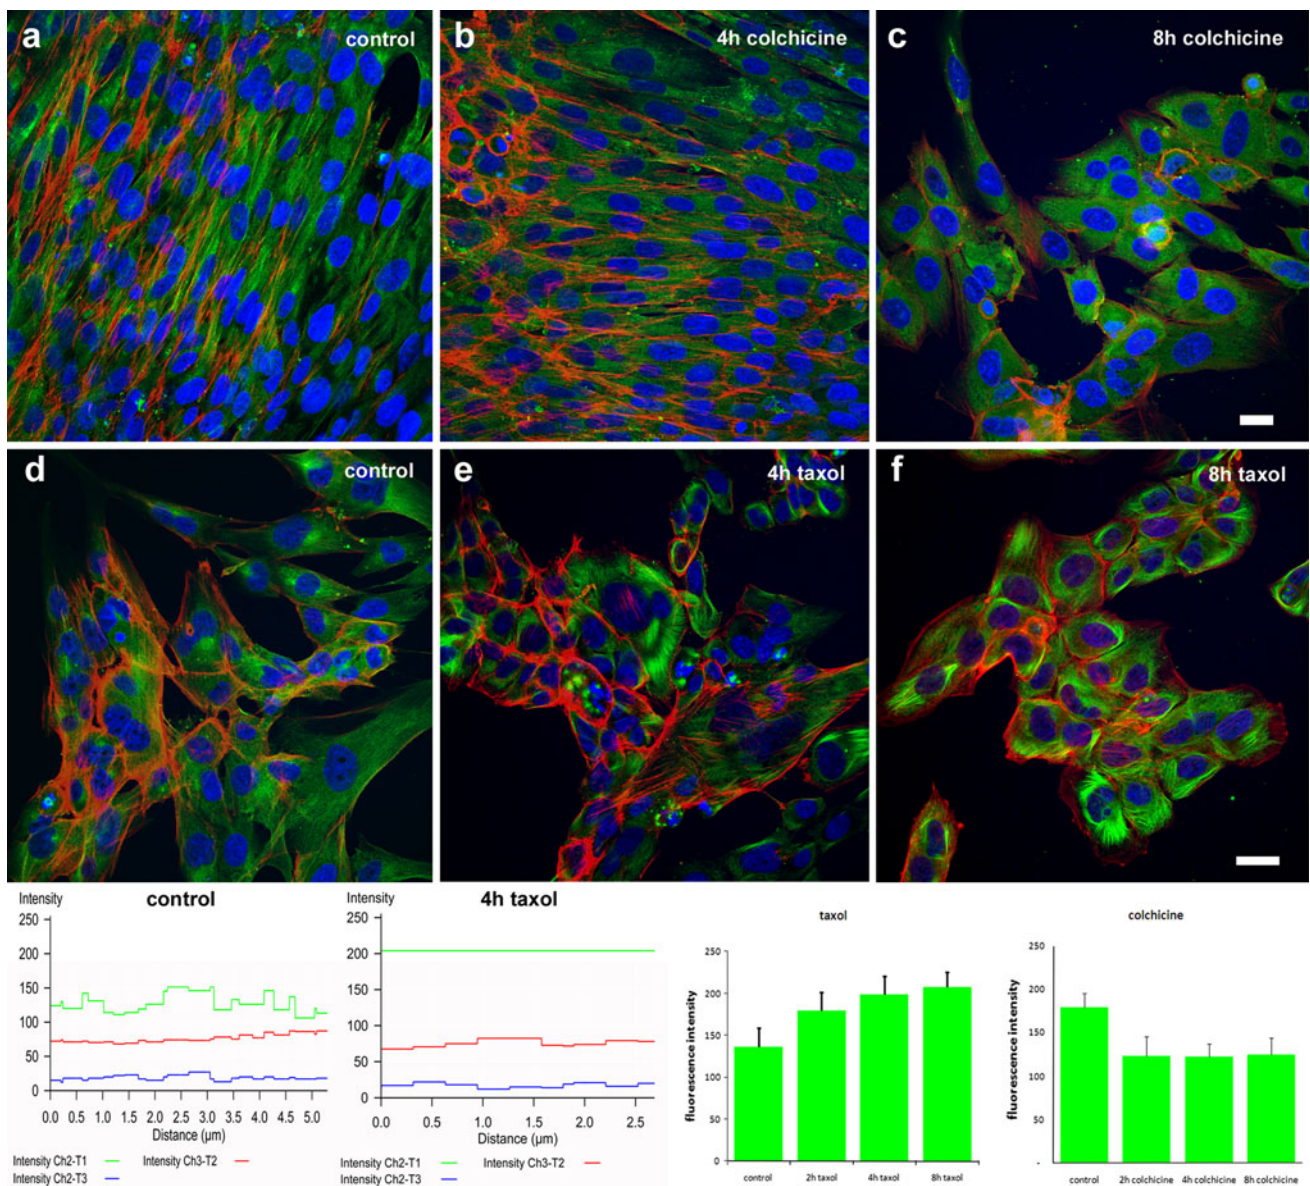 a control
b 4h colchicine
c 8h colchicine
d control
e 4h taxol
f 8h taxol
Intensity control
250
200
150
100
50
0
0.0 0.5 1.0 1.5 2.0 2.5 3.0 3.5 4.0 4.5 5.0
Distance (µm)
Intensity Ch2-T1 Intensity Ch3-T2
Intensity Ch2-T3
Intensity 4h taxol
250
200
150
100
50
0
0.0 0.5 1.0 1.5 2.0 2.5
Distance (µm)
Intensity Ch2-T1 Intensity Ch3-T2
Intensity Ch2-T3
taxol
fluorescence intensity
250
200
150
100
50
0
control 2h taxol 4h taxol 8h taxol
colchicine
fluorescence intensity
250
200
150
100
50
-
control 2h colchicine 4h colchicine 8h colchicine